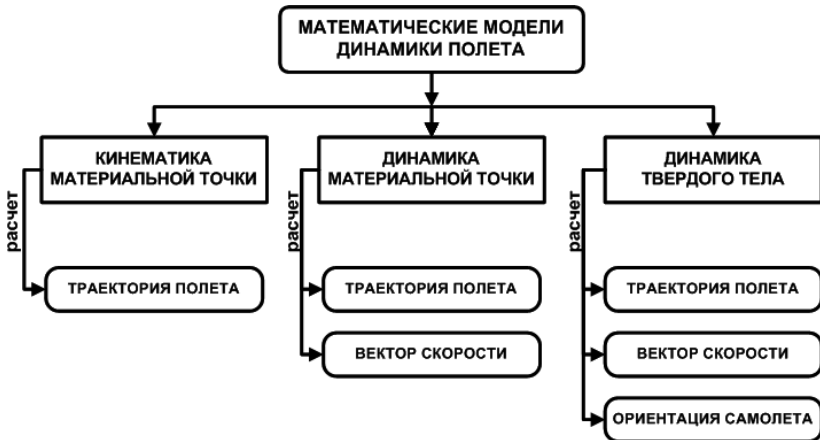 МАТЕМАТИЧЕСКИЕ МОДЕЛИ
ДИНАМИКИ ПОЛЕТА
КИНЕМАТИКА
МАТЕРИАЛЬНОЙ ТОЧКИ
расчет
ТРАЕКТОРИЯ ПОЛЕТА
ДИНАМИКА
МАТЕРИАЛЬНОЙ ТОЧКИ
расчет
ТРАЕКТОРИЯ ПОЛЕТА
ВЕКТОР СКОРОСТИ
ДИНАМИКА
ТВЕРДОГО ТЕЛА
расчет
ТРАЕКТОРИЯ ПОЛЕТА
ВЕКТОР СКОРОСТИ
ОРИЕНТАЦИЯ САМОЛЕТА